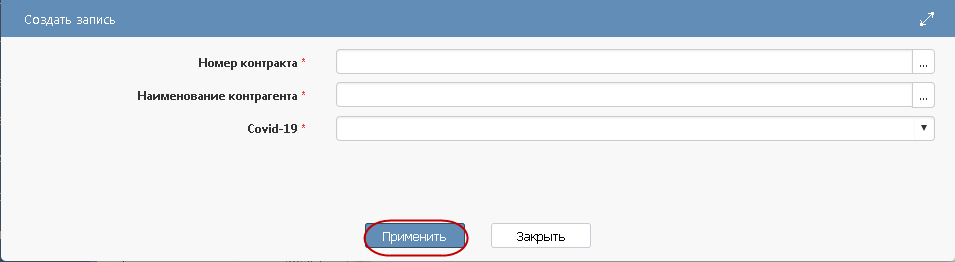 Создать запись
Номер контракта *
...
Наименование контрагента *
...
Covid-19 *
Применить
Закрыть